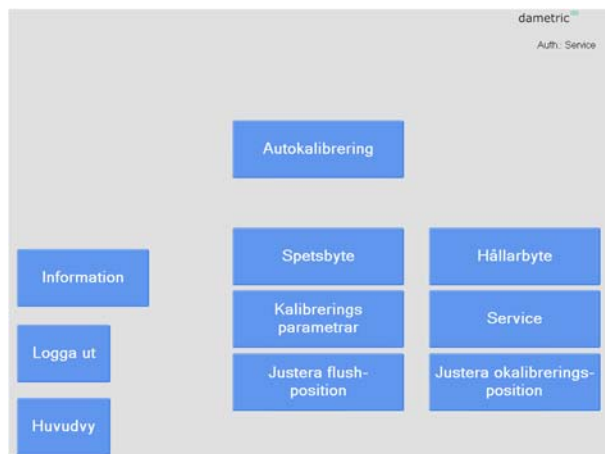 dametric
Auth.: Service
Autokalibrering
Spetsbyte
Hållarbyte
Information
Kalibrerings
parametrar
Service
Logga ut
Justera flush-
position
Justera okalibrerings-
position
Huvudvy